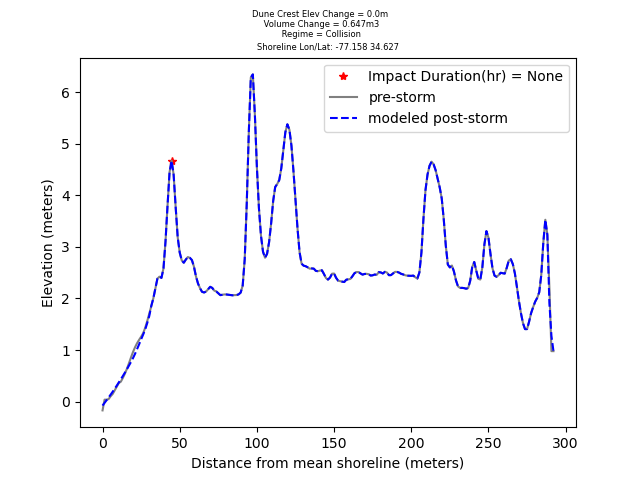 Dune Crest Elev Change = 0.0m
Volume Change = 0.647m3
Regime = Collision
Shoreline Lon/Lat: -77.158 34.627
Impact Duration(hr) = None
pre-storm
modeled post-storm
Elevation (meters)
6
5
4
3
2
1
0
0 50 100 150 200 250 300
Distance from mean shoreline (meters)